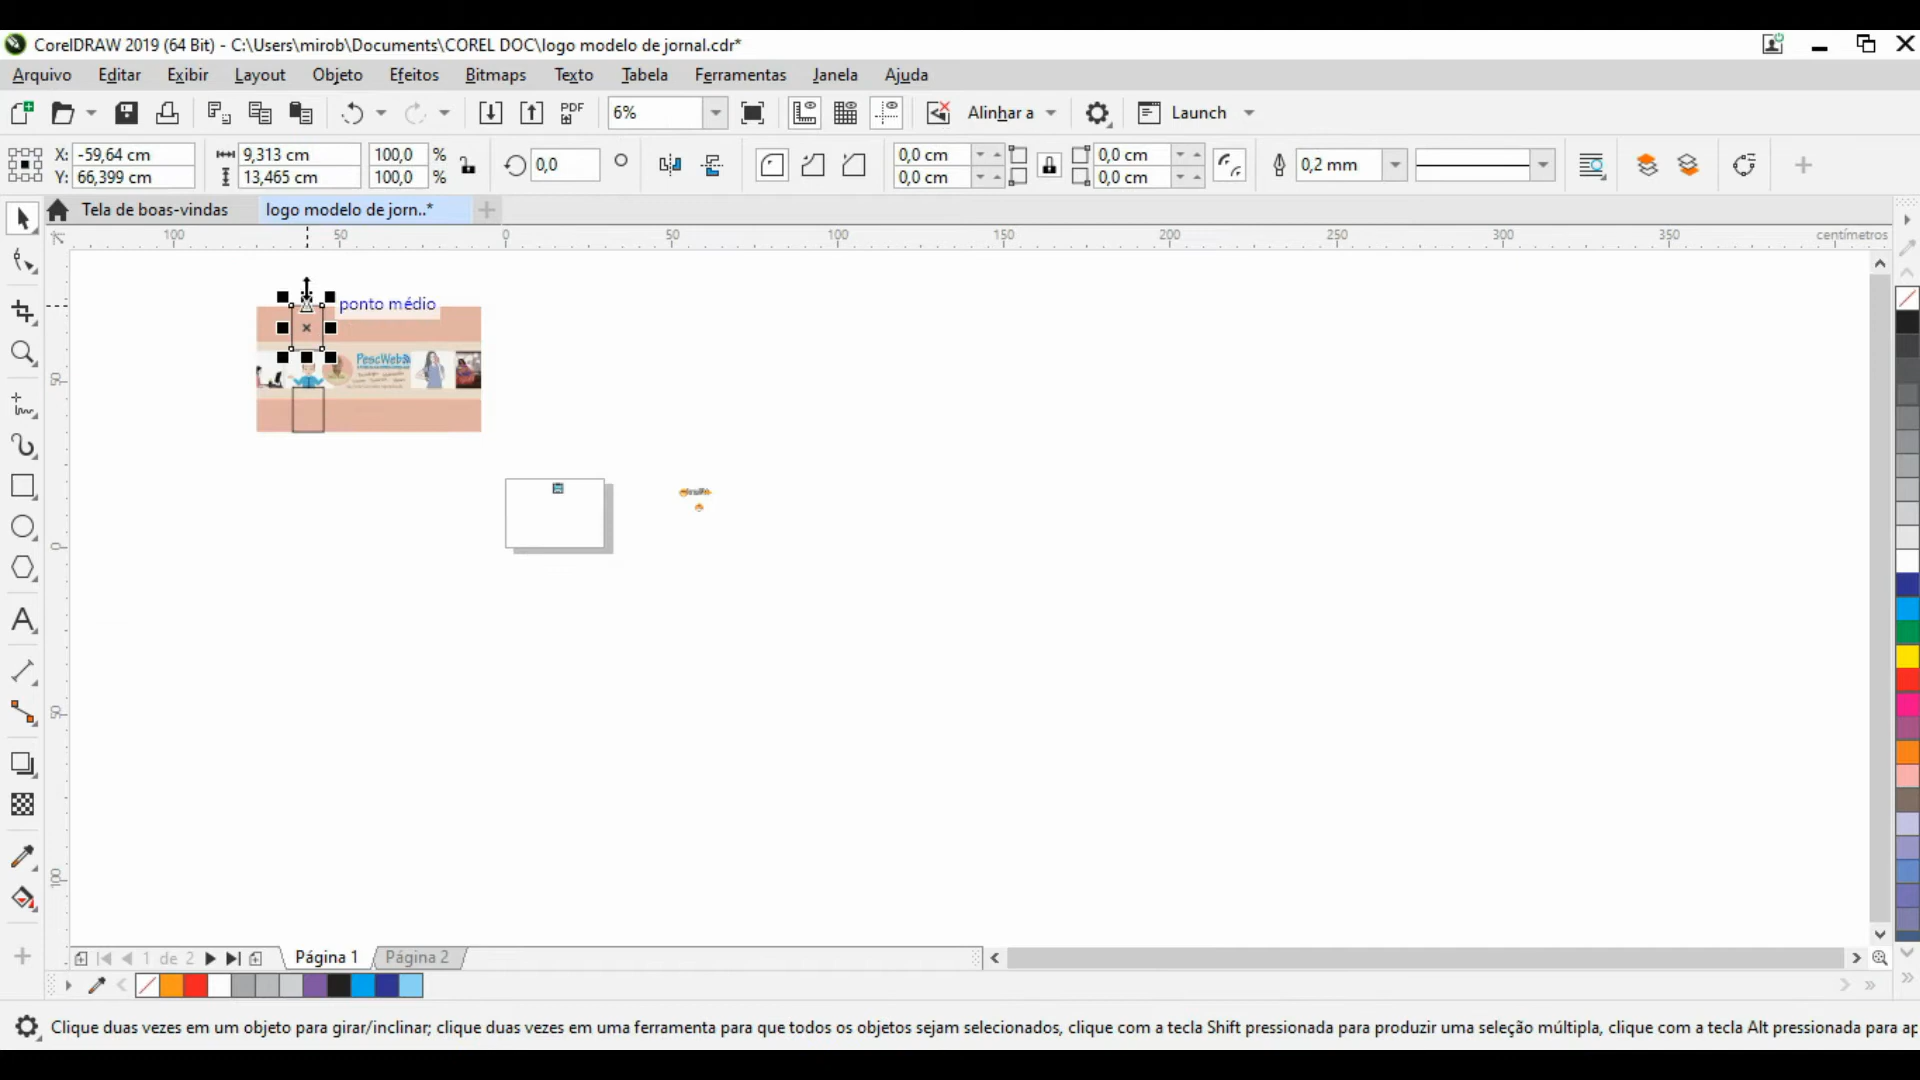 CorelDRAW 2019 (64 Bit) - C:\Users\mirob\Documents\COREL DOC\logo modelo de jornal.cdr*
Arquivo Editar Exibir Layout Objeto Efeitos Bitmaps Texto Tabela Ferramentas Janela Ajuda
PDF 6% Alinhar a Launch
X: -59,64 cm 9,313 cm 100,0 % 0,0 0,0 cm 0,0 cm 0,2 mm
Y: 66,399 cm 13,465 cm 100,0 % 0,0 cm 0,0 cm
Tela de boas-vindas logo modelo de jorn..*
100 50 0 50 100 150 200 250 300 350 centímetros
ponto médio
PescWeb
50
0
50
100
1 de 2 Página 1 Página 2
Clique duas vezes em um objeto para girar/inclinar; clique duas vezes em uma ferramenta para que todos os objetos sejam selecionados, clique com a tecla Shift pressionada para produzir uma seleção múltipla, clique com a tecla Alt pressionada para ap